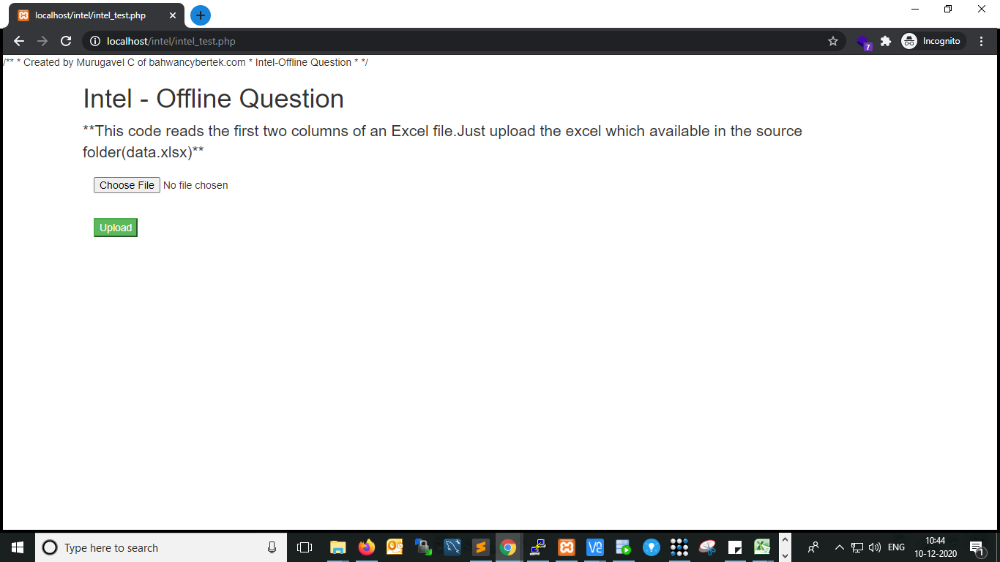 localhost/intel/intel_test.php
localhost/intel/intel_test.php
7
Incognito
/** * Created by Murugavel C of bahwancybertek.com * Intel-Offline Question * */
Intel - Offline Question
**This code reads the first two columns of an Excel file.Just upload the excel which available in the source
folder(data.xlsx)**
Choose File No file chosen
Upload
Type here to search
ENG
10:44
10-12-2020
1